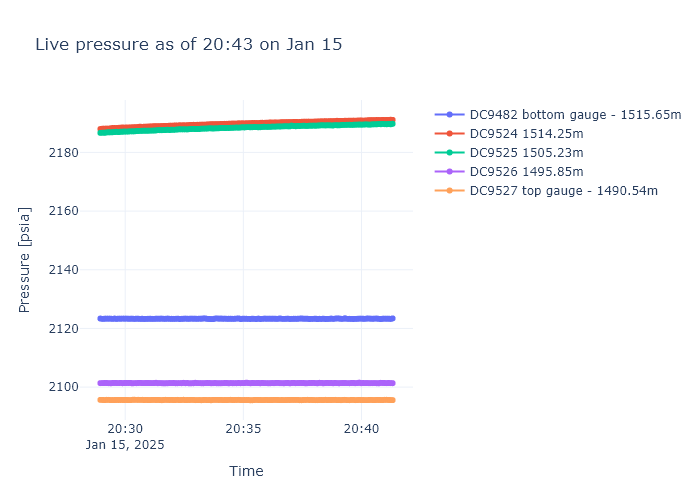 Live pressure as of 20:43 on Jan 15
DC9482 bottom gauge - 1515.65m
DC9524 1514.25m
DC9525 1505.23m
DC9526 1495.85m
DC9527 top gauge - 1490.54m
Pressure [psia]
2180
2160
2140
2120
2100
20:30
Jan 15, 2025
20:35
20:40
Time